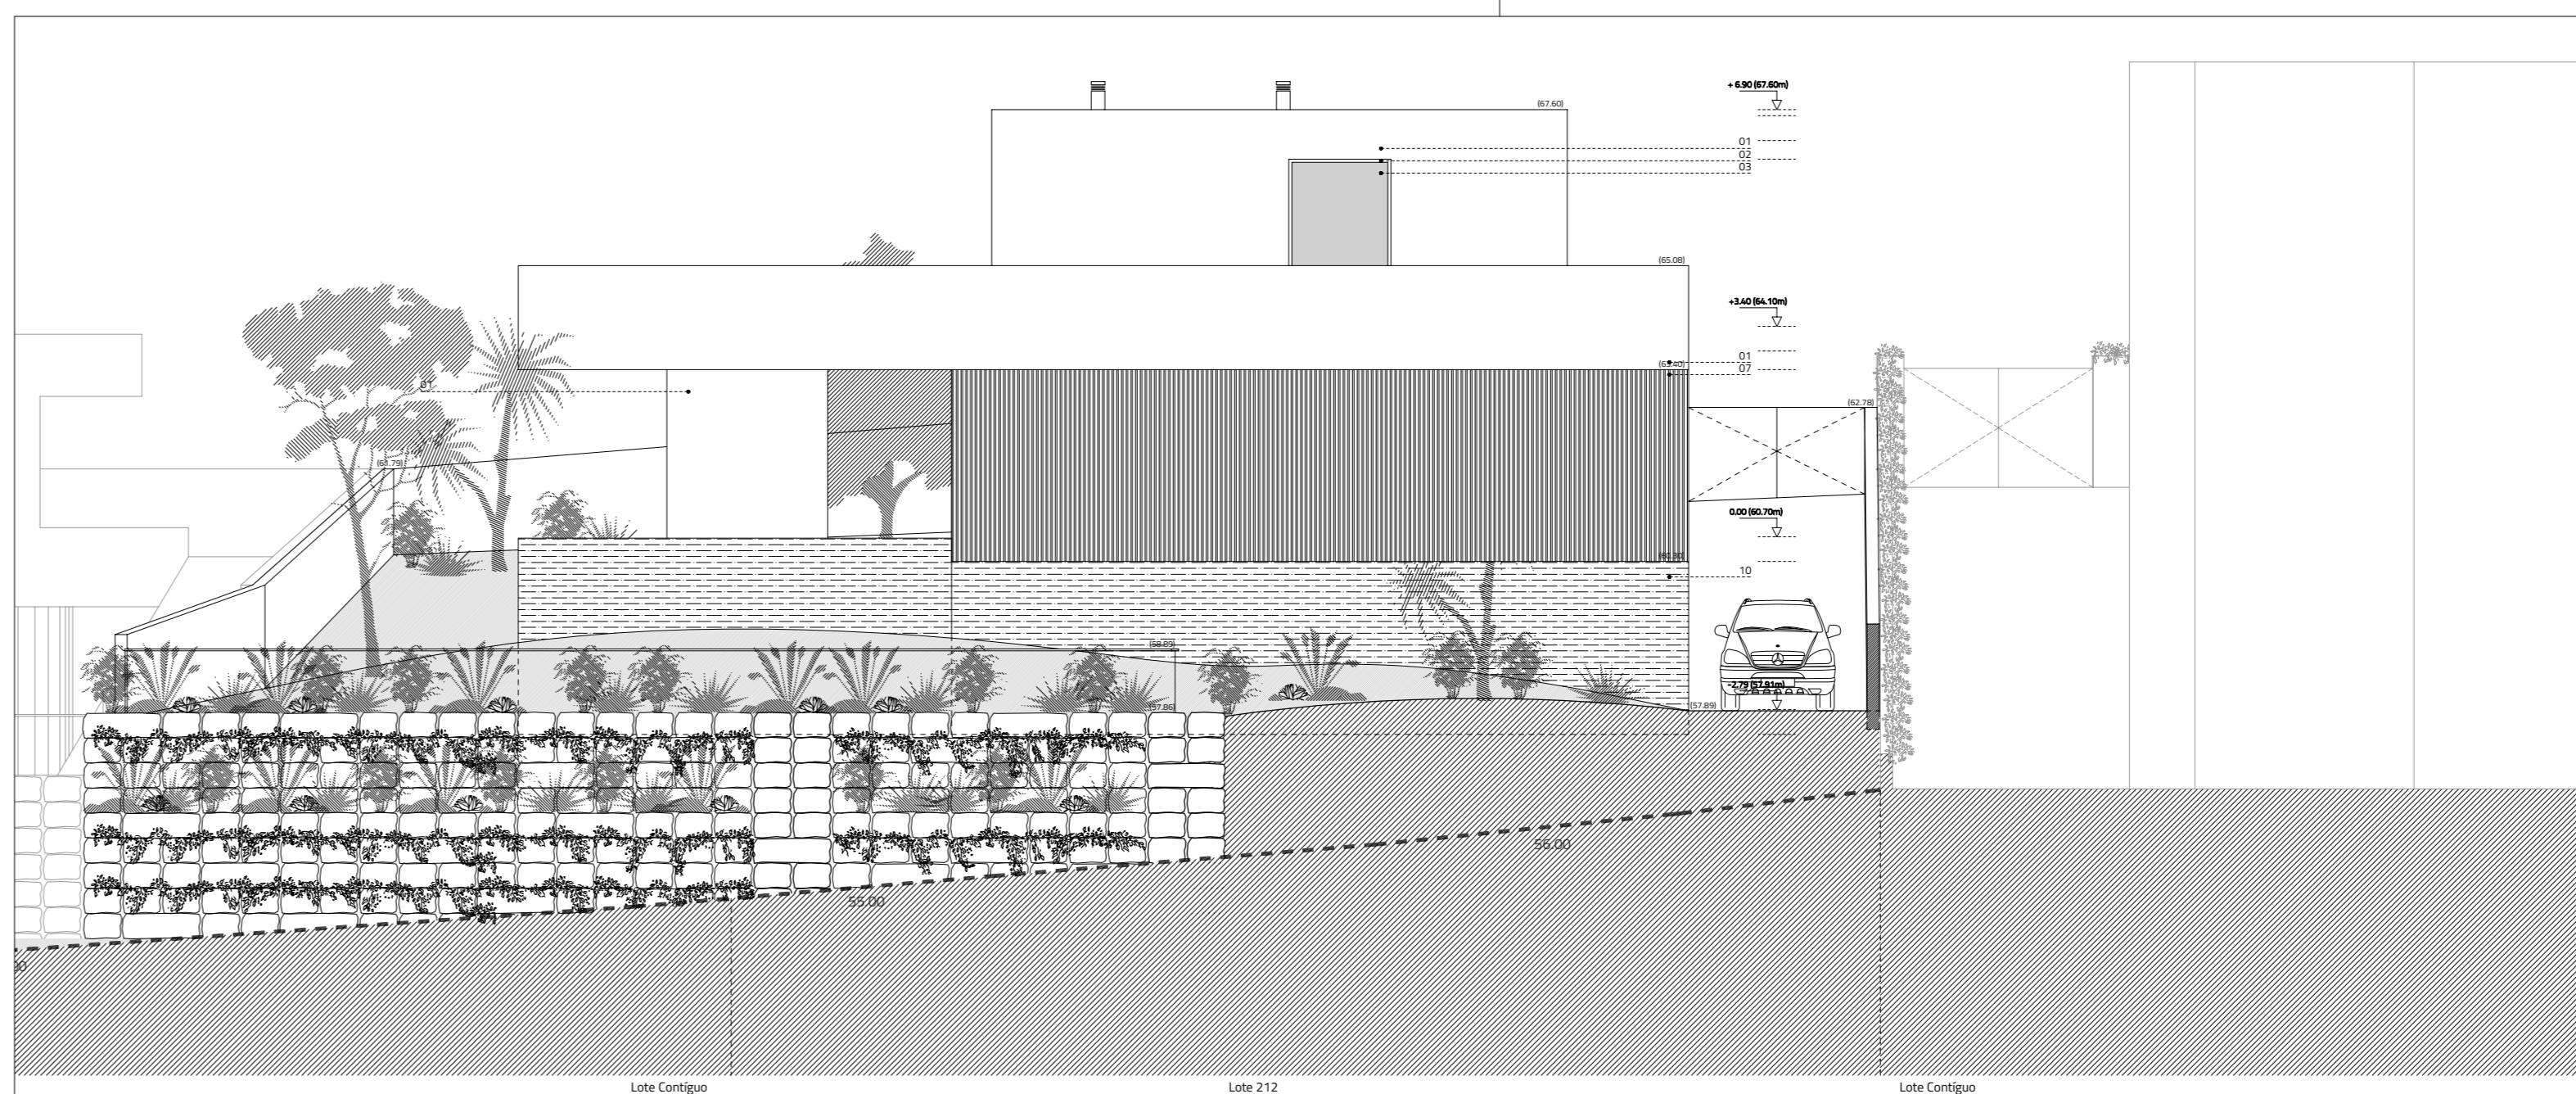 + 6.90 (67.60m)
(67.60)
01
02
03
(65.08)
+3.40 (64.10m)
01
(63.40)
07
01
(62.78)
(61.79)
0.00 (60.70m)
(60.30)
10
(58.89)
-2.79 (57.91m)
(57.86)
(57.89)
56.00
55.00
Lote Contíguo
Lote 212
Lote Contíguo